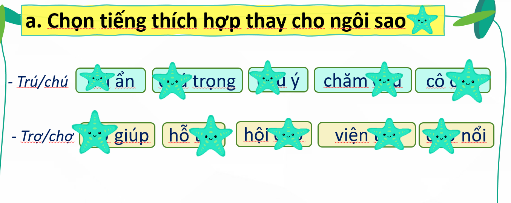 a. Chọn tiếng thích hợp thay cho ngôi sao
- Trú/chú ẩn trọng ý chăm cô
- Trợ/chợ giúp hỗ hội viện nổi